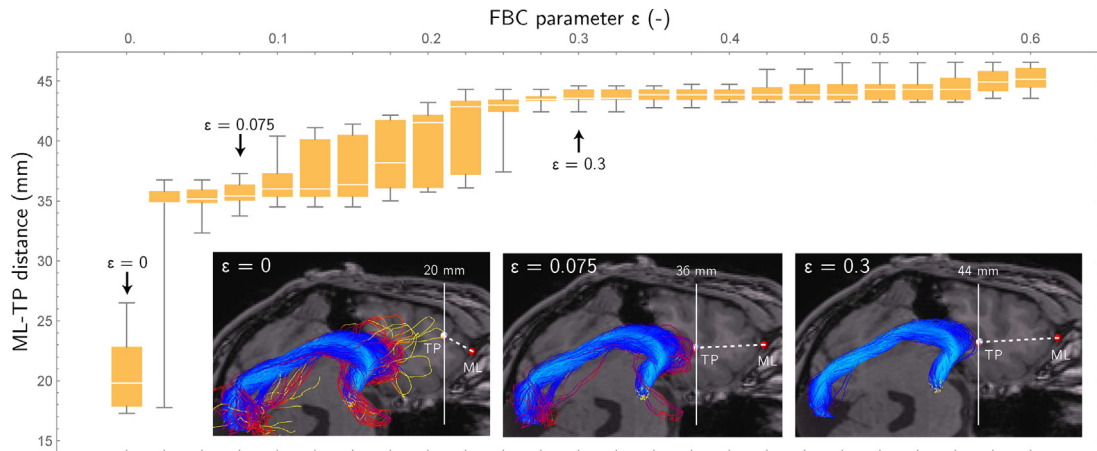 FBC parameter ε (-)
0. 0.1 0.2 0.3 0.4 0.5 0.6
ML-TP distance (mm)
45
40
35
30
25
20
15
ε = 0.075
ε = 0.3
ε = 0
ε = 0
20 mm
TP
ML
ε = 0.075
36 mm
TP
ML
ε = 0.3
44 mm
TP
ML